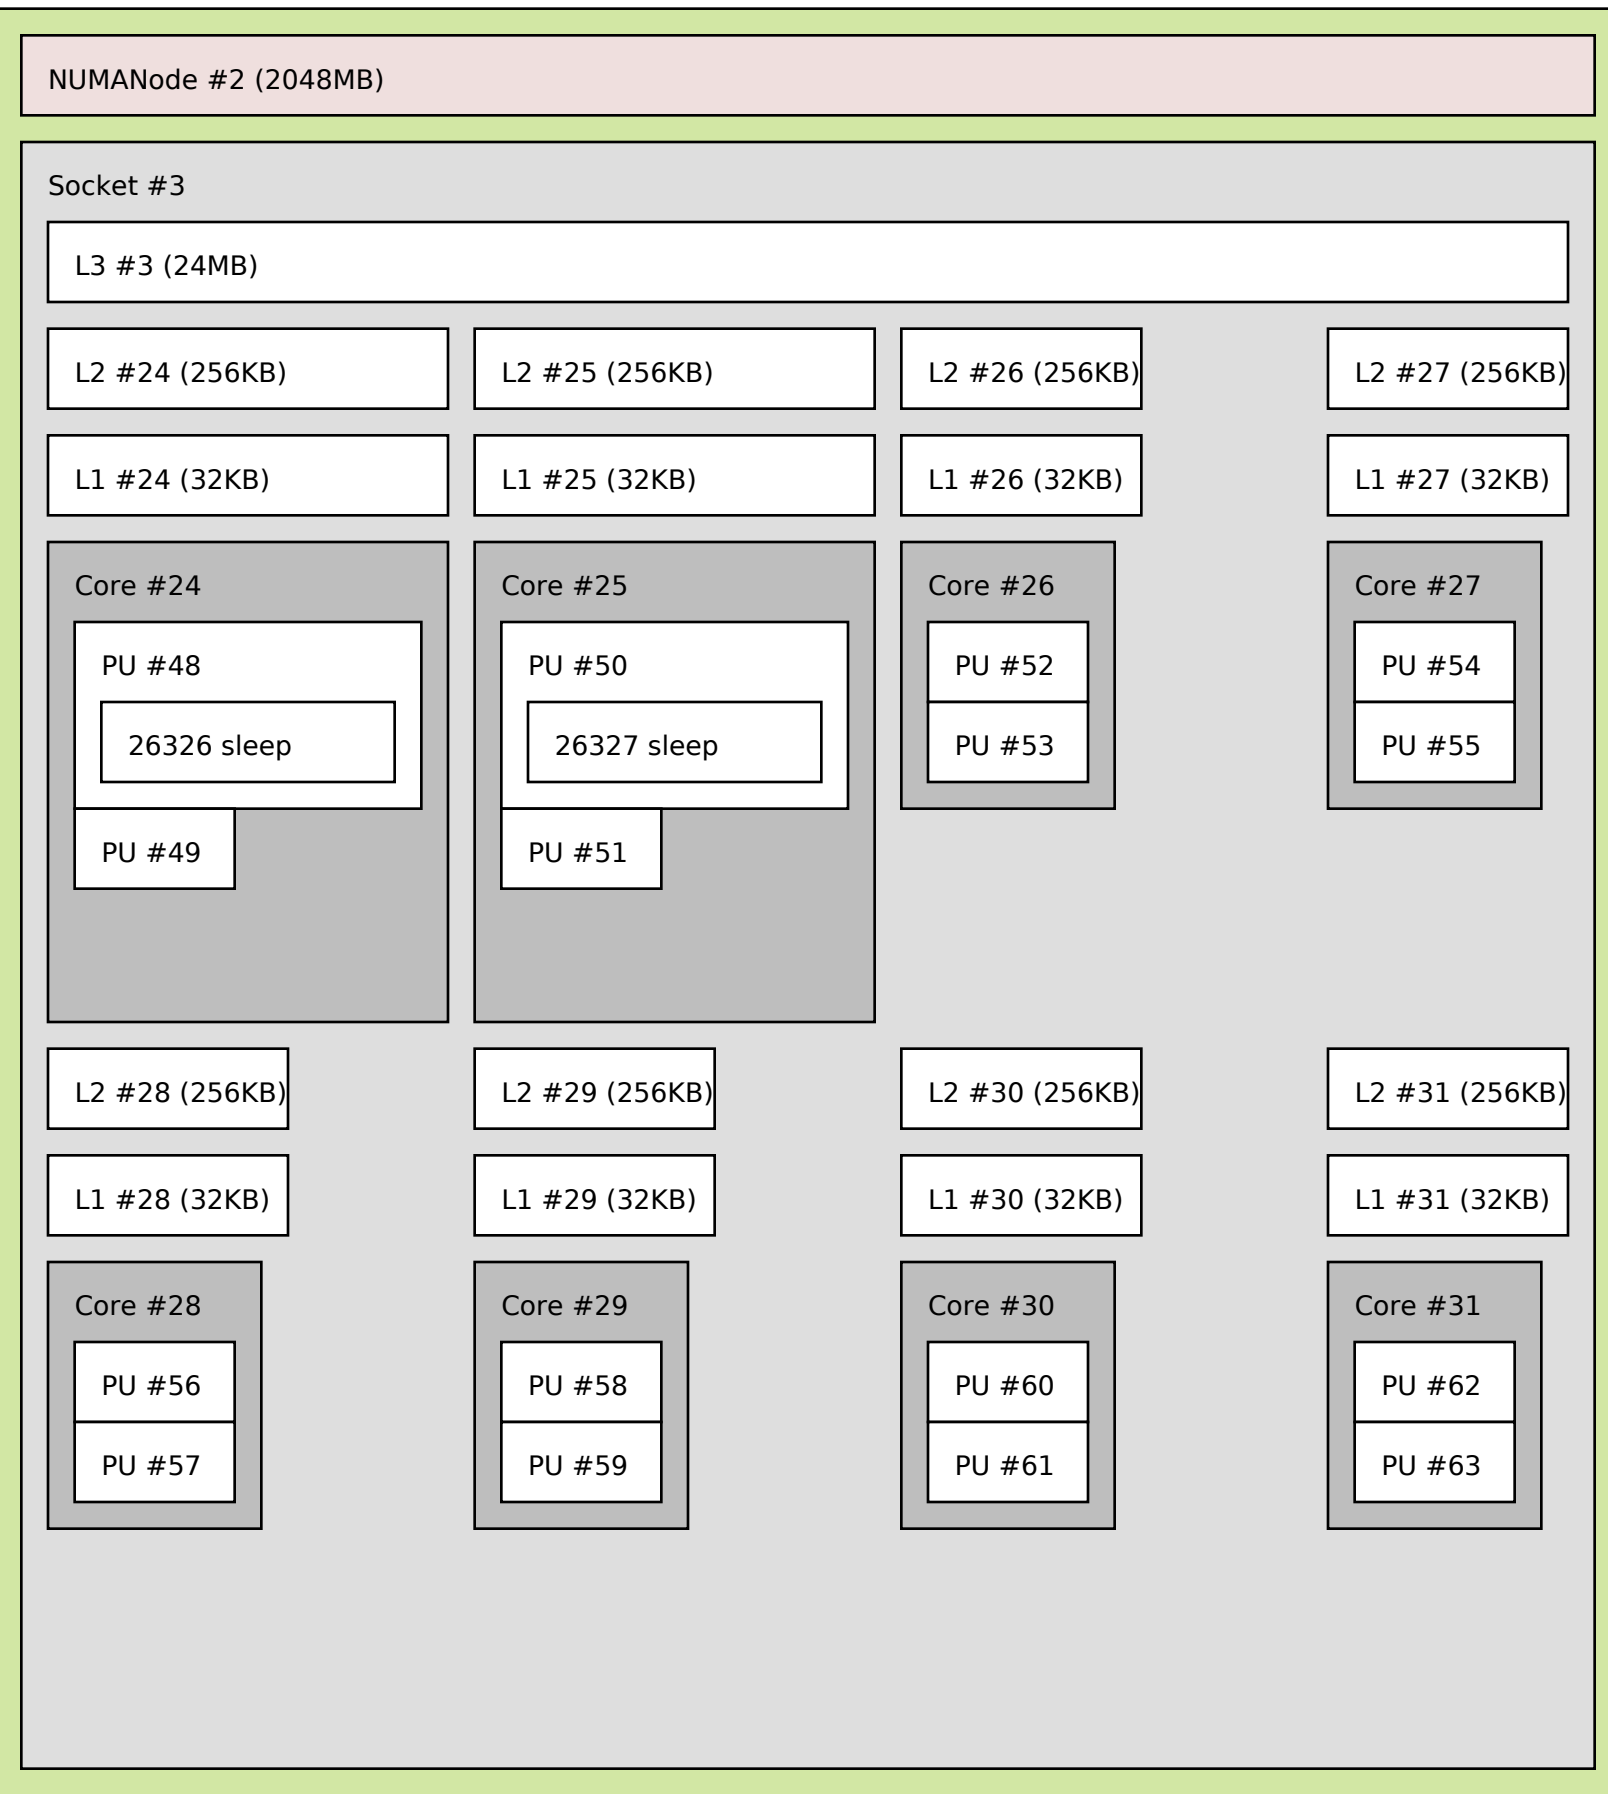 NUMANode #2 (2048MB)
Socket #3
L3 #3 (24MB)
L2 #24 (256KB)
L2 #25 (256KB)
L2 #26 (256KB)
L2 #27 (256KB)
L1 #24 (32KB)
L1 #25 (32KB)
L1 #26 (32KB)
L1 #27 (32KB)
Core #24
Core #25
Core #26
Core #27
PU #48
PU #50
PU #52
PU #54
26326 sleep
26327 sleep
PU #53
PU #55
PU #49
PU #51
L2 #28 (256KB)
L2 #29 (256KB)
L2 #30 (256KB)
L2 #31 (256KB)
L1 #28 (32KB)
L1 #29 (32KB)
L1 #30 (32KB)
L1 #31 (32KB)
Core #28
Core #29
Core #30
Core #31
PU #56
PU #58
PU #60
PU #62
PU #57
PU #59
PU #61
PU #63